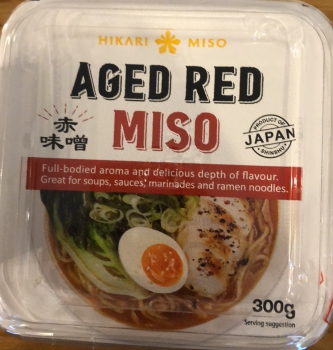 HIKARI MISO
AGED RED
MISO
赤
味噌
PRODUCT OF
JAPAN
SHINSHU
Full-bodied aroma and delicious depth of flavour.
Great for soups, sauces, marinades and ramen noodles.
300g
Serving suggestion